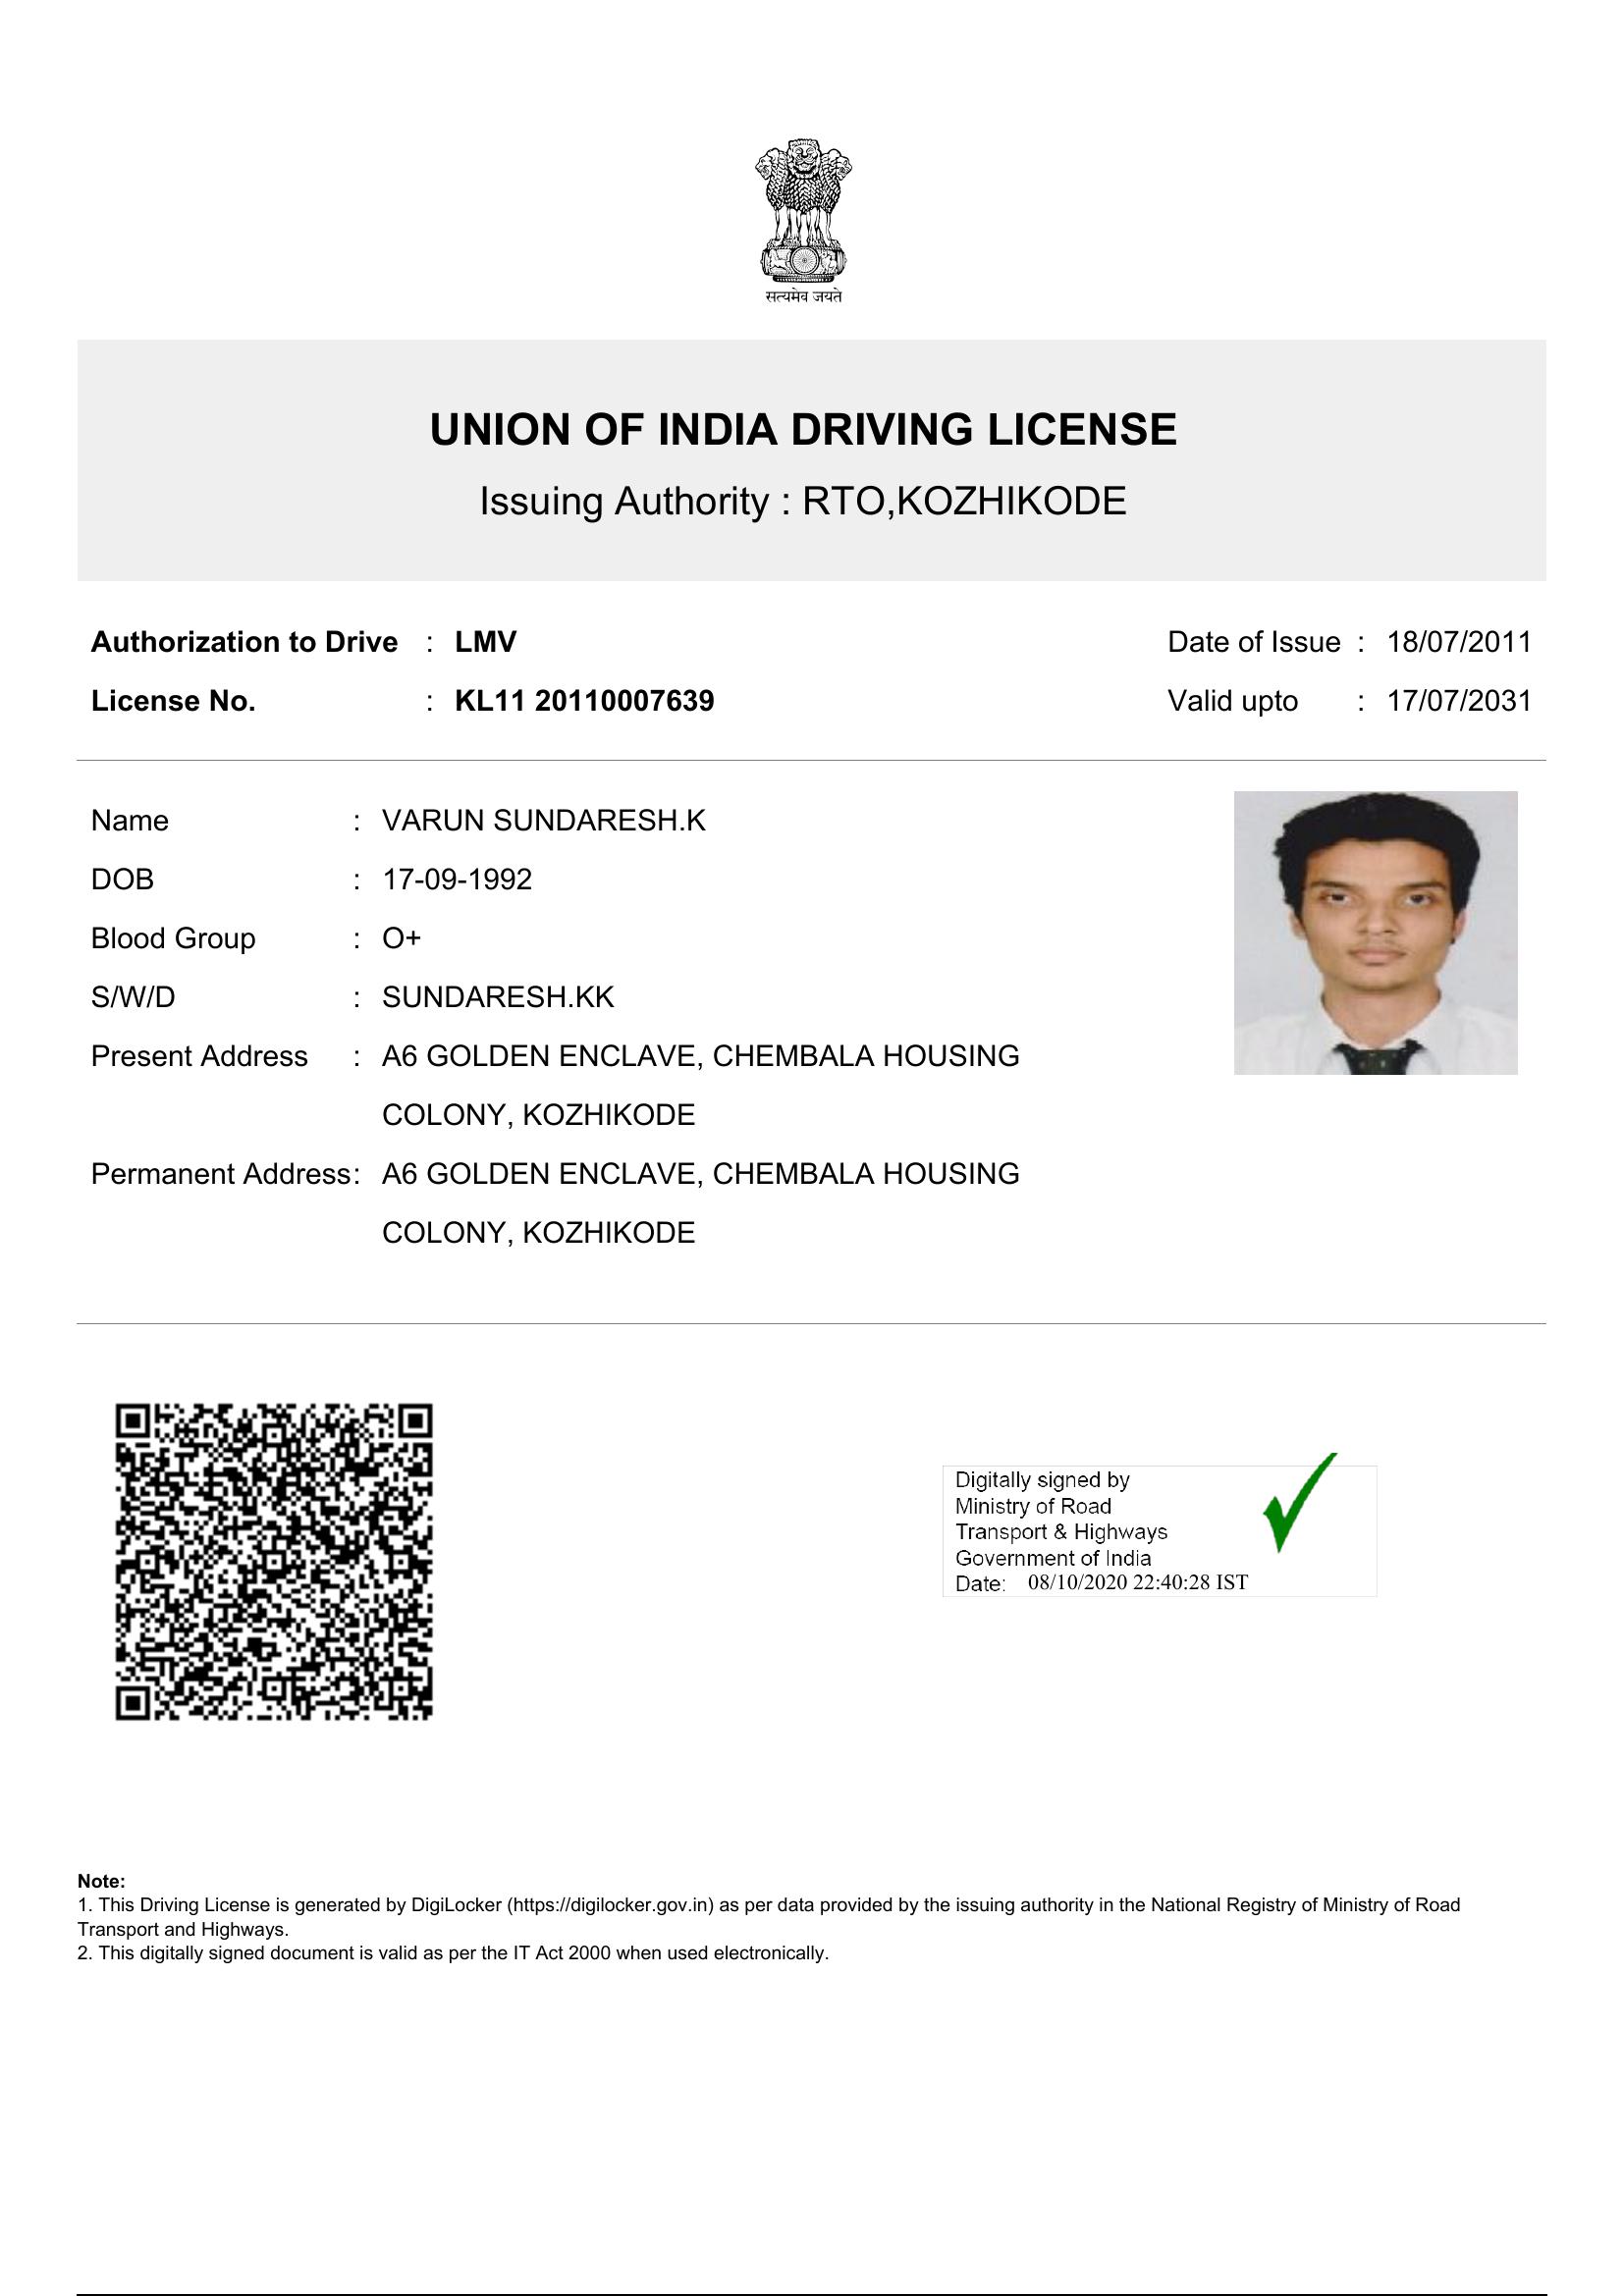 सत्यमेव जयते
UNION OF INDIA DRIVING LICENSE
Issuing Authority : RTO,KOZHIKODE
Authorization to Drive : LMV Date of Issue : 18/07/2011
License No. : KL11 20110007639 Valid upto : 17/07/2031
Name : VARUN SUNDARESH.K
DOB : 17-09-1992
Blood Group : O+
S/W/D : SUNDARESH.KK
Present Address : A6 GOLDEN ENCLAVE, CHEMBALA HOUSING
COLONY, KOZHIKODE
Permanent Address : A6 GOLDEN ENCLAVE, CHEMBALA HOUSING
COLONY, KOZHIKODE
Digitally signed by
Ministry of Road
Transport & Highways
Government of India
Date: 08/10/2020 22:40:28 IST
Note:
1. This Driving License is generated by DigiLocker (https://digilocker.gov.in) as per data provided by the issuing authority in the National Registry of Ministry of Road
Transport and Highways.
2. This digitally signed document is valid as per the IT Act 2000 when used electronically.